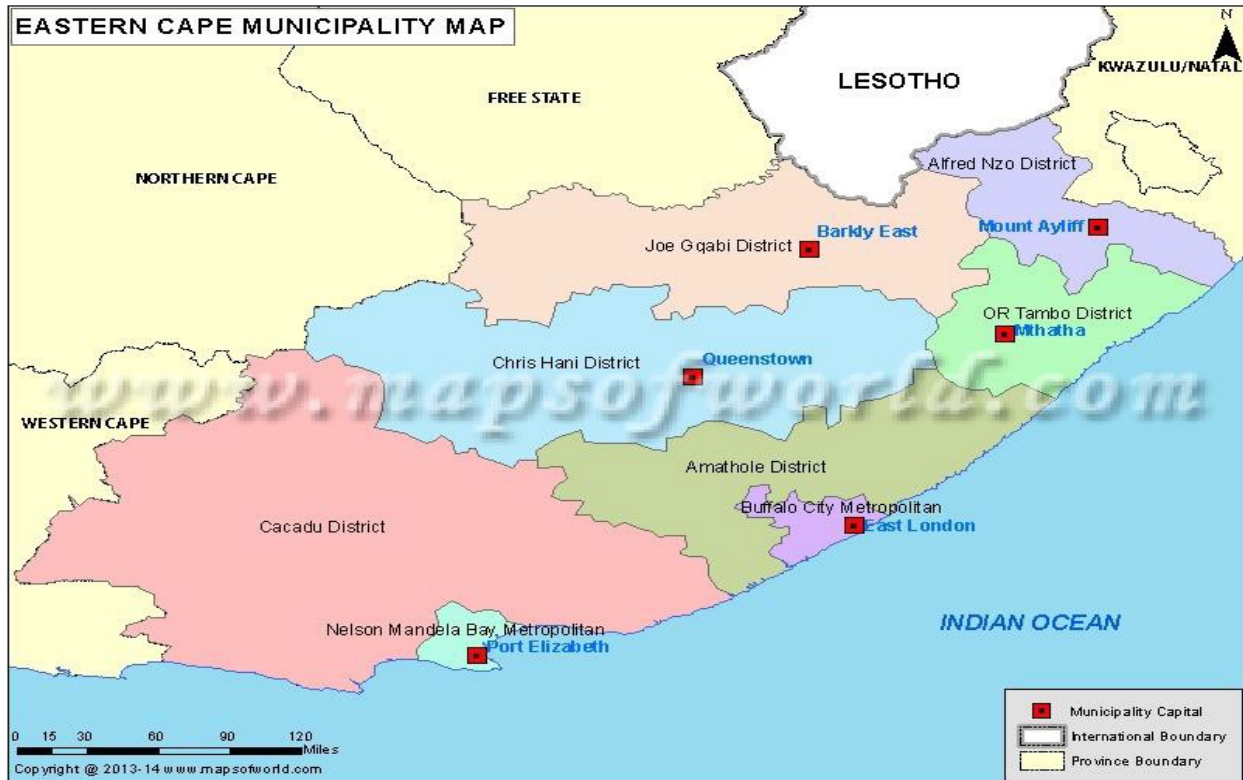 EASTERN CAPE MUNICIPALITY MAP
N
LESOTHO
KWAZULU/NATAL
FREE STATE
NORTHERN CAPE
Alfred Nzo District
Mount Ayliff
Barkly East
Joe Gqabi District
OR Tambo District
Mthatha
Chris Hani District
Queenstown
www.mapsofworld.com
WESTERN CAPE
Amathole District
Buffalo City Metropolitan
East London
Cacadu District
INDIAN OCEAN
Nelson Mandela Bay Metropolitan
Port Elizabeth
Municipality Capital
International Boundary
Province Boundary
0 15 30 60 90 120
Miles
Copyright @ 2013-14 www.mapsofworld.com